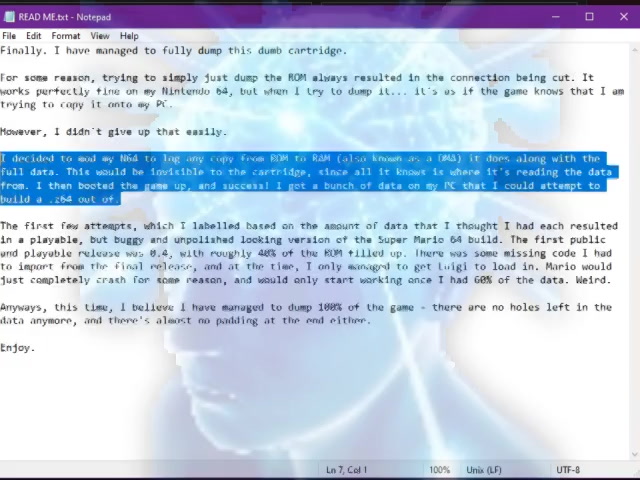 READ ME.txt - Notepad
File Edit Format View Help
Finally. I have managed to fully dump this dumb cartridge.
For some reason, trying to simply just dump the ROM always resulted in the connection being cut. It
works perfectly fine on my Nintendo 64, but when I try to dump it... it's as if the game knows that I am
trying to copy it onto my PC.
However, I didn't give up that easily.
I decided to mod my N64 to log any copy from ROM to RAM (also known as a DMA) it does along with the
full data. This would be invisible to the cartridge, since all it knows is where it's reading the data
from. I then booted the game up, and success! I got a bunch of data on my PC that I could attempt to
build a .z64 out of.
The first few attempts, which I labelled based on the amount of data that I thought I had each resulted
in a playable, but buggy and unpolished looking version of the Super Mario 64 build. The first public
and playable release was 0.4, with roughly 40% of the ROM filled up. There was some missing code I had
to import from the final release, and at the time, I only managed to get Luigi to load in. Mario would
just completely crash for some reason, and would only start working once I had 60% of the data. Weird.
Anyways, this time, I believe I have managed to dump 100% of the game - there are no holes left in the
data anymore, and there's almost no padding at the end either.
Enjoy.
Ln 7, Col 1 100% Unix (LF) UTF-8